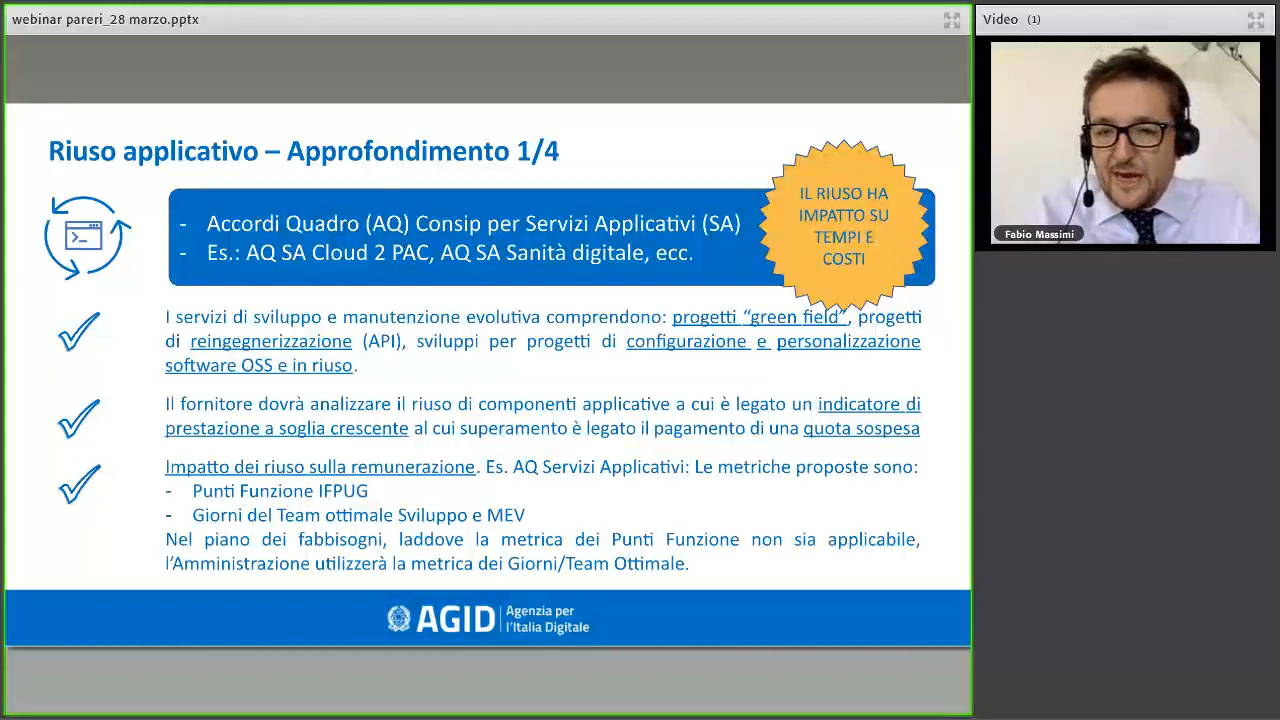 webinar pareri_28 marzo.pptx
Video (1)
Fabio Massimi
Riuso applicativo – Approfondimento 1/4
- Accordi Quadro (AQ) Consip per Servizi Applicativi (SA)
- Es.: AQ SA Cloud 2 PAC, AQ SA Sanità digitale, ecc.
IL RIUSO HA
IMPATTO SU
TEMPI E
COSTI
I servizi di sviluppo e manutenzione evolutiva comprendono: progetti “green field”, progetti
di reingegnerizzazione (API), sviluppi per progetti di configurazione e personalizzazione
software OSS e in riuso.
Il fornitore dovrà analizzare il riuso di componenti applicative a cui è legato un indicatore di
prestazione a soglia crescente al cui superamento è legato il pagamento di una quota sospesa
Impatto dei riuso sulla remunerazione. Es. AQ Servizi Applicativi: Le metriche proposte sono:
- Punti Funzione IFPUG
- Giorni del Team ottimale Sviluppo e MEV
Nel piano dei fabbisogni, laddove la metrica dei Punti Funzione non sia applicabile,
l’Amministrazione utilizzerà la metrica dei Giorni/Team Ottimale.
AGID
Agenzia per
l’Italia Digitale